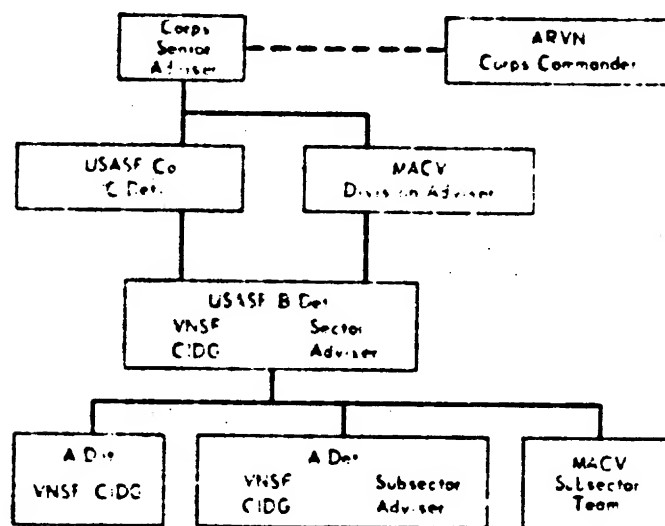 Corps
Senior
Adviser
ARVN
Corps Commander
USASF Co
(C Det)
MACV
Division Adviser
USASF B Det
VNSF Sector
CIDG Adviser
A Det
VNSF CIDG
A Det
VNSF Subsector
CIDG Adviser
MACV
Subsector
Team